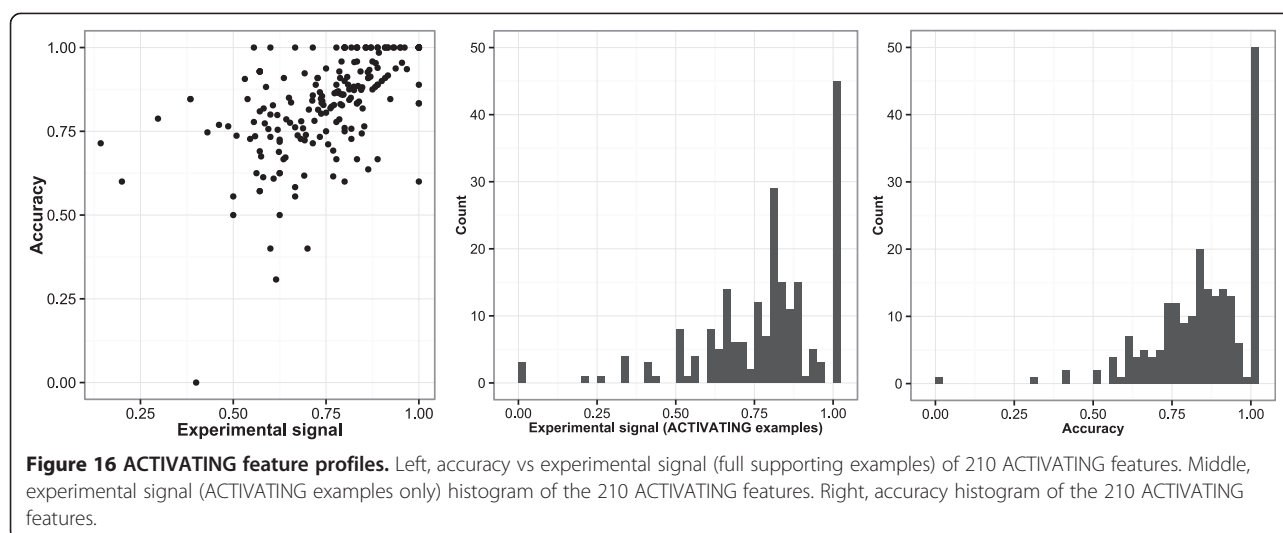 1.00
0.75
0.50
0.25
0.00
Accuracy
0.25 0.50 0.75 1.00
Experimental signal
50
40
30
20
10
0
Count
0.00 0.25 0.50 0.75 1.00
Experimental signal (ACTIVATING examples)
50
40
30
20
10
0
Count
0.00 0.25 0.50 0.75 1.00
Accuracy
Figure 16 ACTIVATING feature profiles. Left, accuracy vs experimental signal (full supporting examples) of 210 ACTIVATING features. Middle,
experimental signal (ACTIVATING examples only) histogram of the 210 ACTIVATING features. Right, accuracy histogram of the 210 ACTIVATING
features.